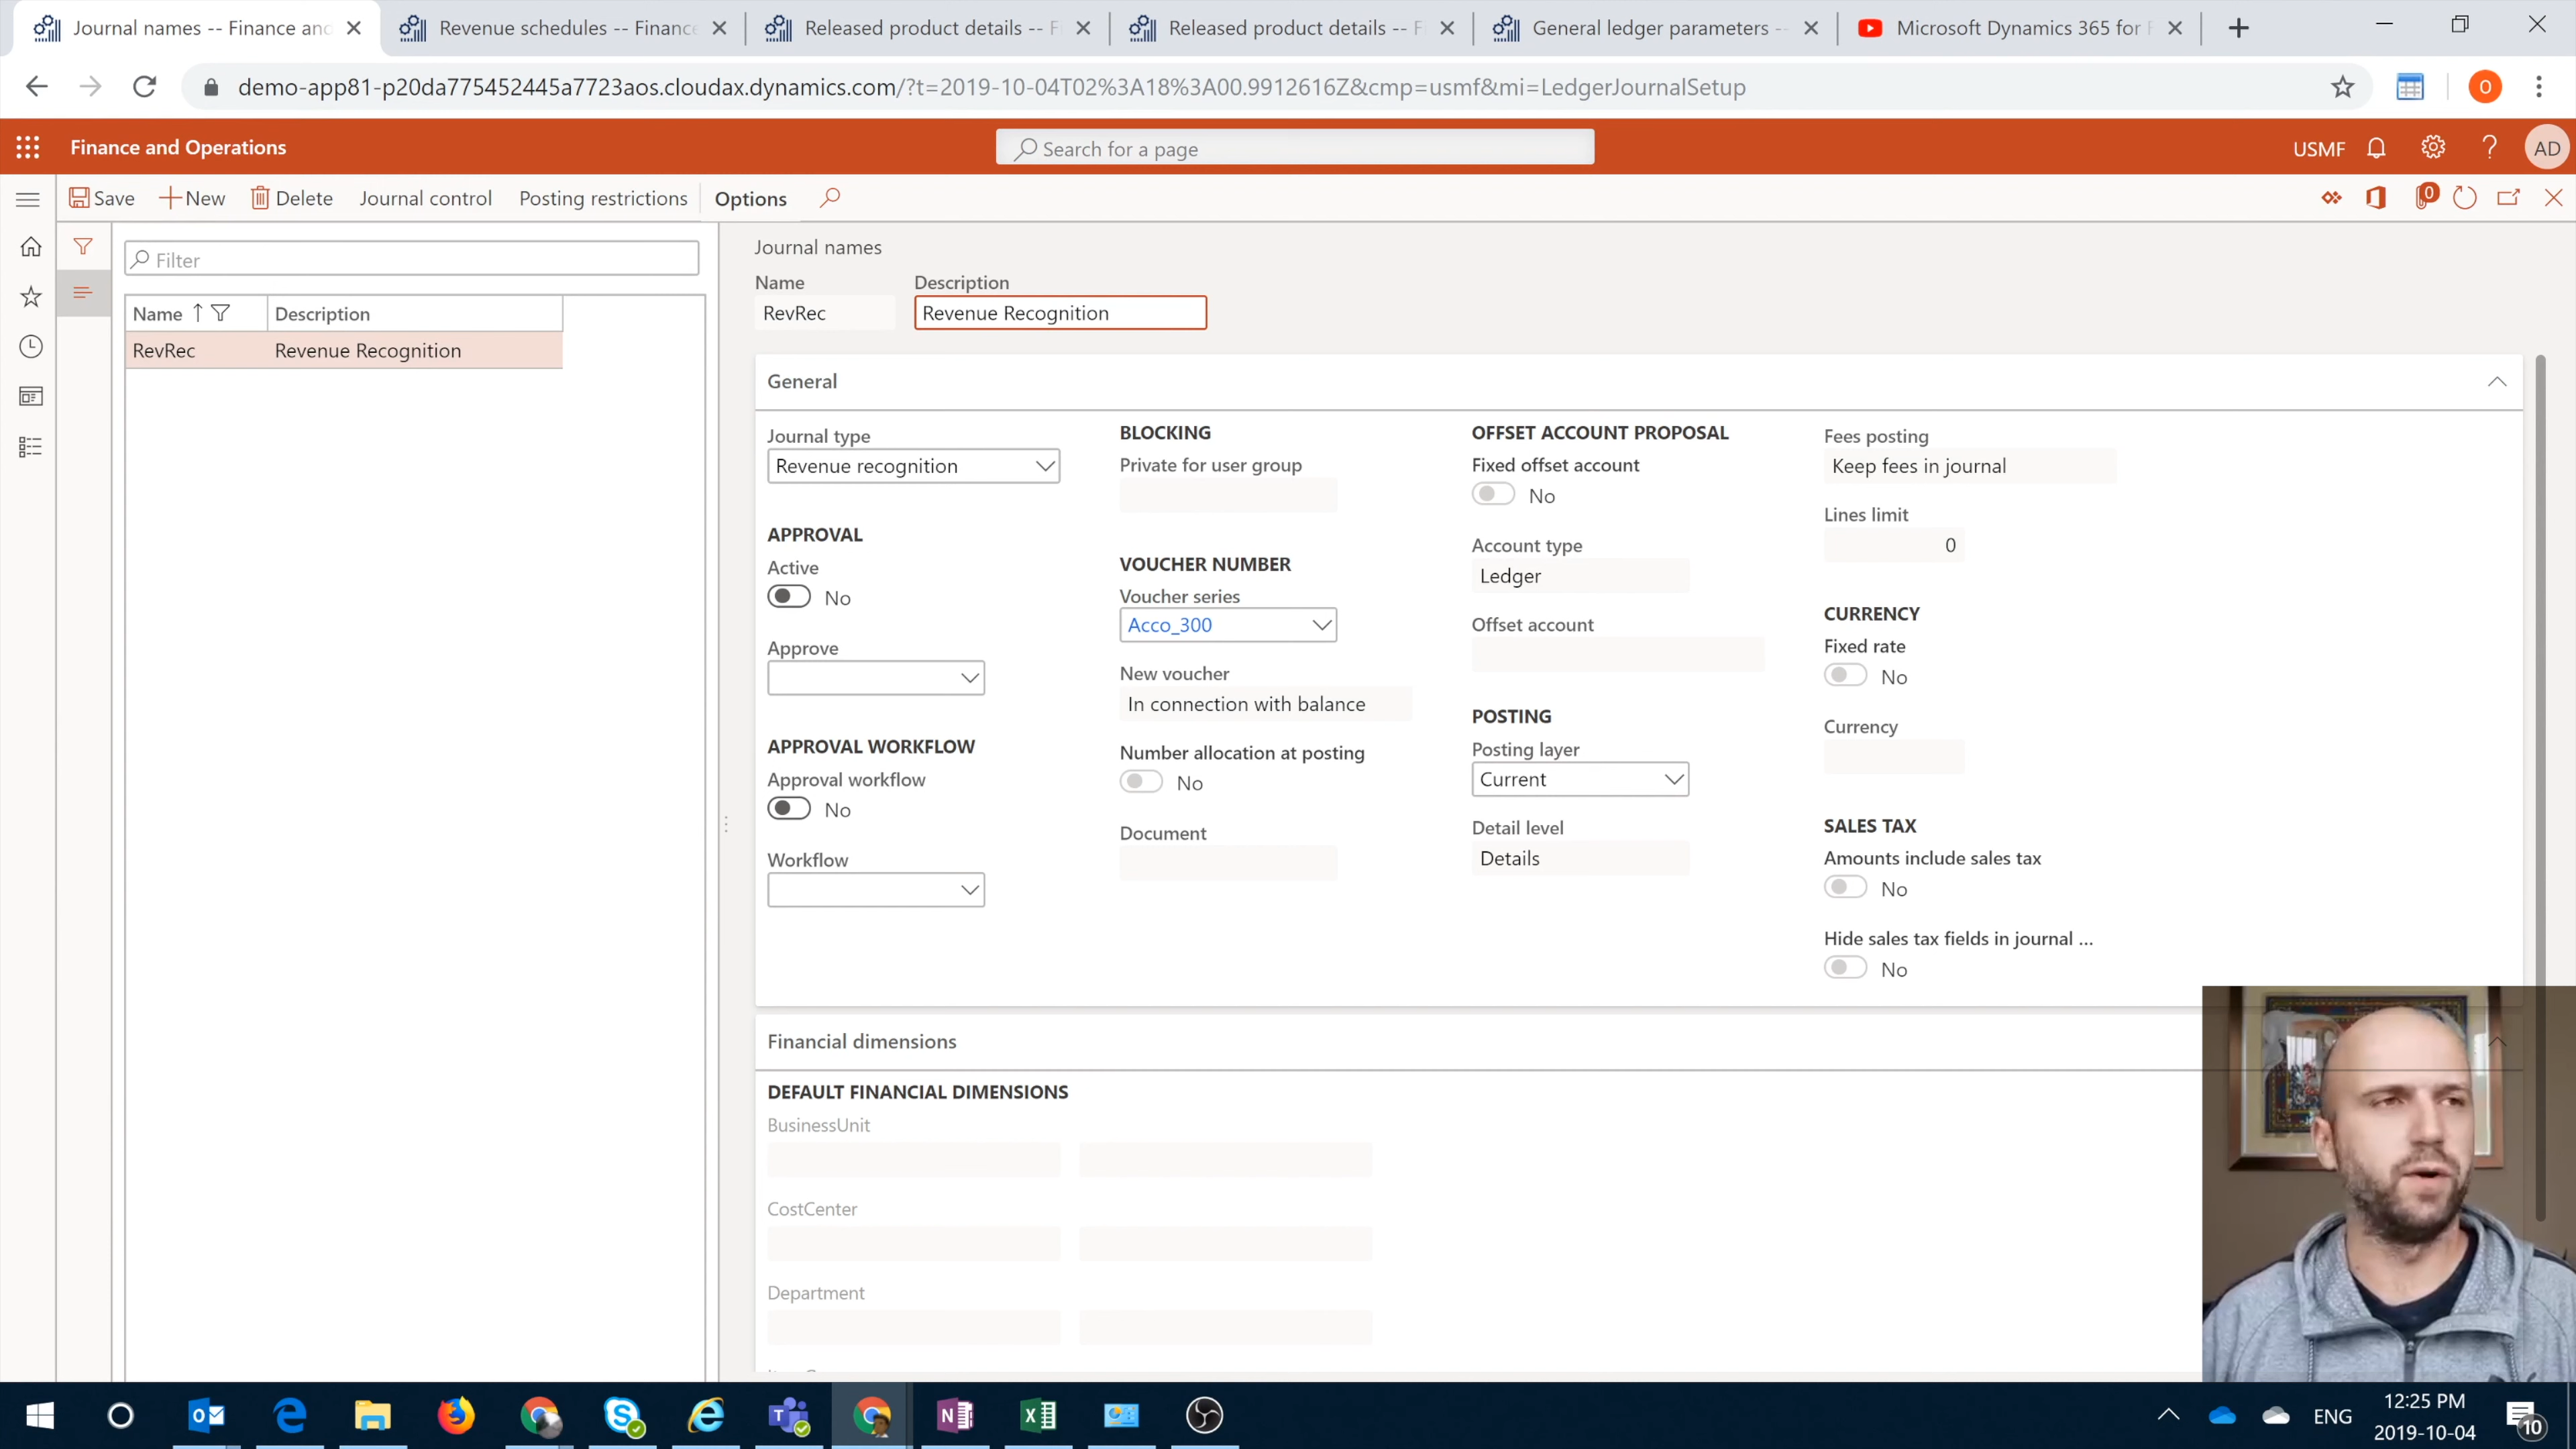 Journal names -- Finance and
Revenue schedules -- Finance
Released product details -- F
Released product details -- F
General ledger parameters --
Microsoft Dynamics 365 for F
demo-app81-p20da775452445a7723aos.cloudax.dynamics.com/?t=2019-10-04T02%3A18%3A00.9912616Z&cmp=usmf&mi=LedgerJournalSetup
O
Finance and Operations
Search for a page
USMF
AD
Save
New
Delete
Journal control
Posting restrictions
Options
0
Filter
Name
Description
RevRec
Revenue Recognition
Journal names
Name
Description
RevRec
Revenue Recognition
General
Journal type
Revenue recognition
APPROVAL
Active
No
Approve
APPROVAL WORKFLOW
Approval workflow
No
Workflow
BLOCKING
Private for user group
VOUCHER NUMBER
Voucher series
Acco_300
New voucher
In connection with balance
Number allocation at posting
No
Document
OFFSET ACCOUNT PROPOSAL
Fixed offset account
No
Account type
Ledger
Offset account
POSTING
Posting layer
Current
Detail level
Details
Fees posting
Keep fees in journal
Lines limit
0
CURRENCY
Fixed rate
No
Currency
SALES TAX
Amounts include sales tax
No
Hide sales tax fields in journal ...
No
Financial dimensions
DEFAULT FINANCIAL DIMENSIONS
BusinessUnit
CostCenter
Department
ENG
12:25 PM
2019-10-04
10